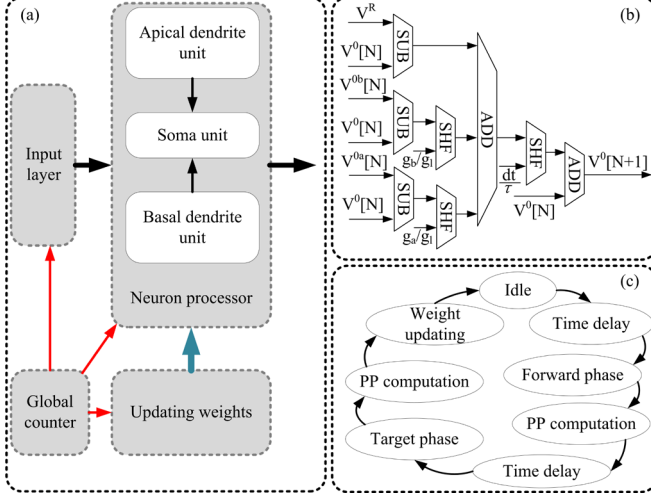 (a)
Apical dendrite
unit
Soma unit
Basal dendrite
unit
Neuron processor
Input
layer
Global
counter
Updating weights
(b)
V^R
V^0[N]
SUB
V^0b[N]
V^0[N]
SUB
g_b/g_l
SHF
V^0a[N]
V^0[N]
SUB
g_a/g_l
SHF
ADD
dt
τ
SHF
V^0[N]
ADD
V^0[N+1]
(c)
Idle
Time delay
Forward phase
PP computation
Time delay
Target phase
PP computation
Weight
updating